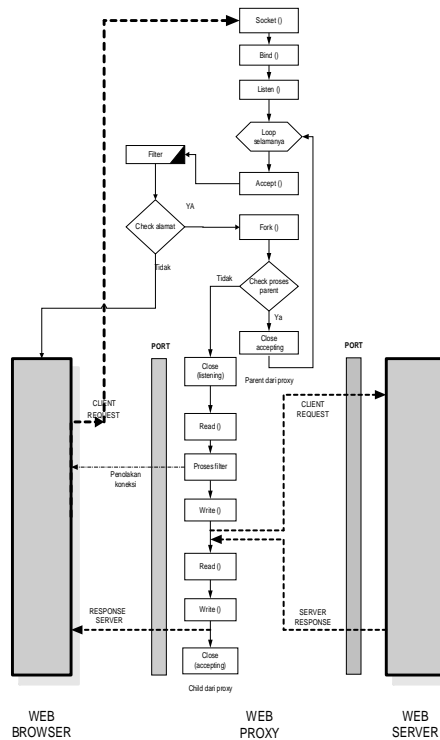 Socket ()
Bind ()
Listen ()
Loop
selamanya
Filter
Accept ()
YA
Check alamat
Fork ()
Tidak
Tidak
Check proses
parent
Ya
Close
accepting
PORT
PORT
Close
(listening)
Parent dari proxy
CLIENT
REQUEST
CLIENT
REQUEST
Read ()
Proses filter
Penolakan
koneksi
Write ()
Read ()
RESPONSE
SERVER
Write ()
SERVER
RESPONSE
Close
(accepting)
Child dari proxy
WEB
BROWSER
WEB
PROXY
WEB
SERVER